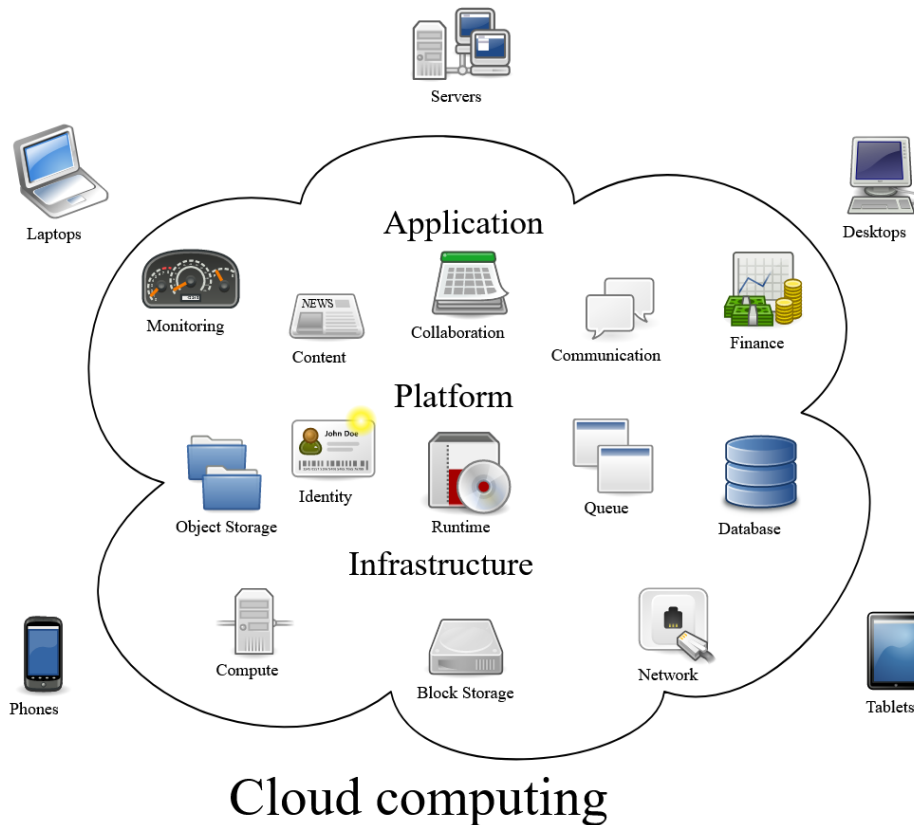 Servers
Laptops
Desktops
Application
Monitoring
NEWS
Content
Collaboration
Communication
Finance
Platform
Object Storage
John Doe
Identity
Runtime
Queue
Database
Infrastructure
Compute
Block Storage
Network
Phones
Tablets
Cloud computing